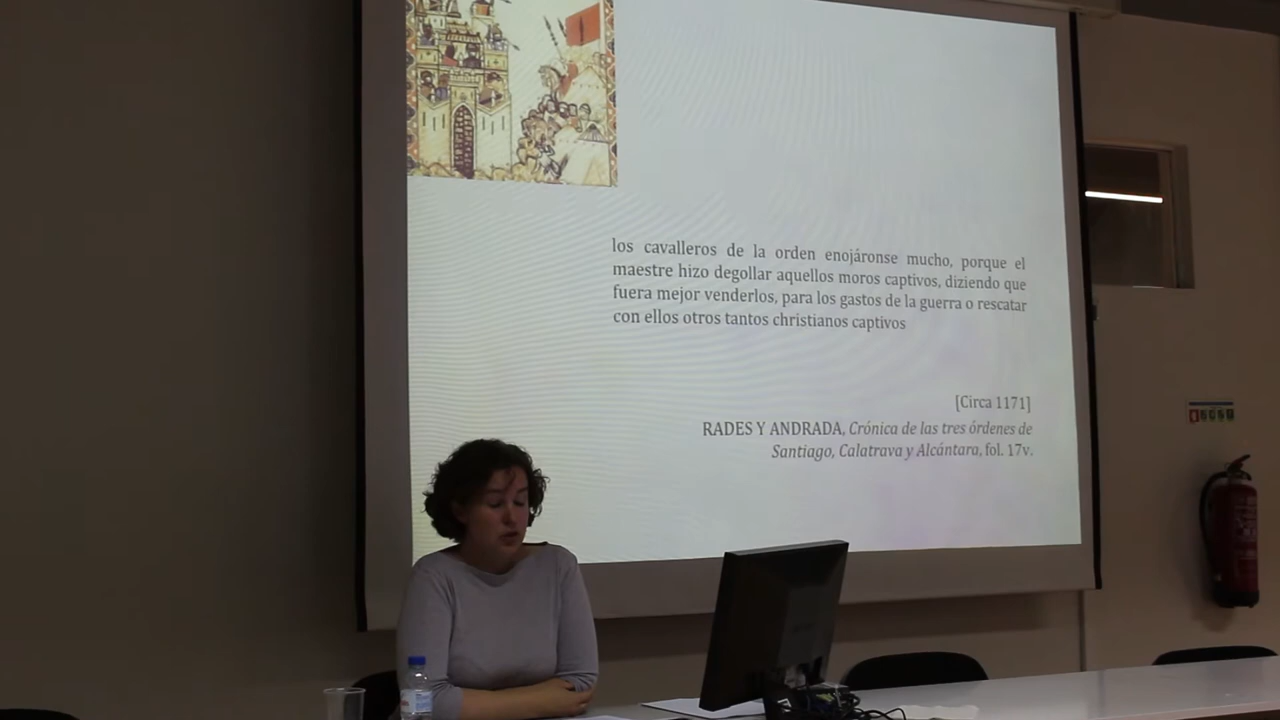 los cavalleros de la orden enojáronse mucho, porque el
maestre hizo degollar aquellos moros captivos, diziendo que
fuera mejor venderlos, para los gastos de la guerra o rescatar
con ellos otros tantos christianos captivos
[Circa 1171]
RADES Y ANDRADA, Crónica de las tres órdenes de
Santiago, Calatrava y Alcántara, fol. 17v.